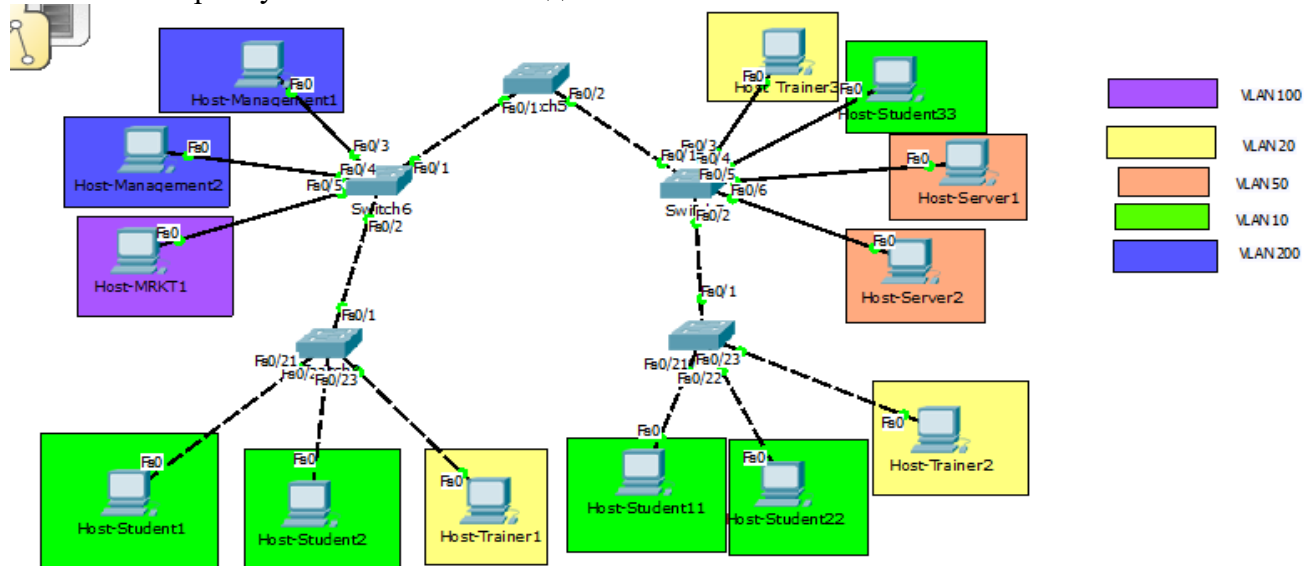 Fa0
Host-Management1
Fa0/3
Fa0
Host-Management2
Fa0/4
Fa0/5
Fa0/1
Switch6
Fa0/2
Fa0
Host-MRKT1
Fa0/1
Fa0/2
Fa0
Host Trainer3
Fa0
Host-Student33
Fa0/3
Fa0/4
Fa0/5
Fa0/6
Fa0/2
Fa0
Host-Server1
Fa0
Host-Server2
VLAN 100
VLAN 20
VLAN 50
VLAN 10
VLAN 200
Fa0/1
Fa0/21
Fa0/23
Fa0
Host-Student1
Fa0
Host-Student2
Fa0
Host-Trainer1
Fa0/1
Fa0/21
Fa0/23
Fa0/22
Fa0
Host-Student11
Fa0
Host-Student22
Fa0
Host-Trainer2